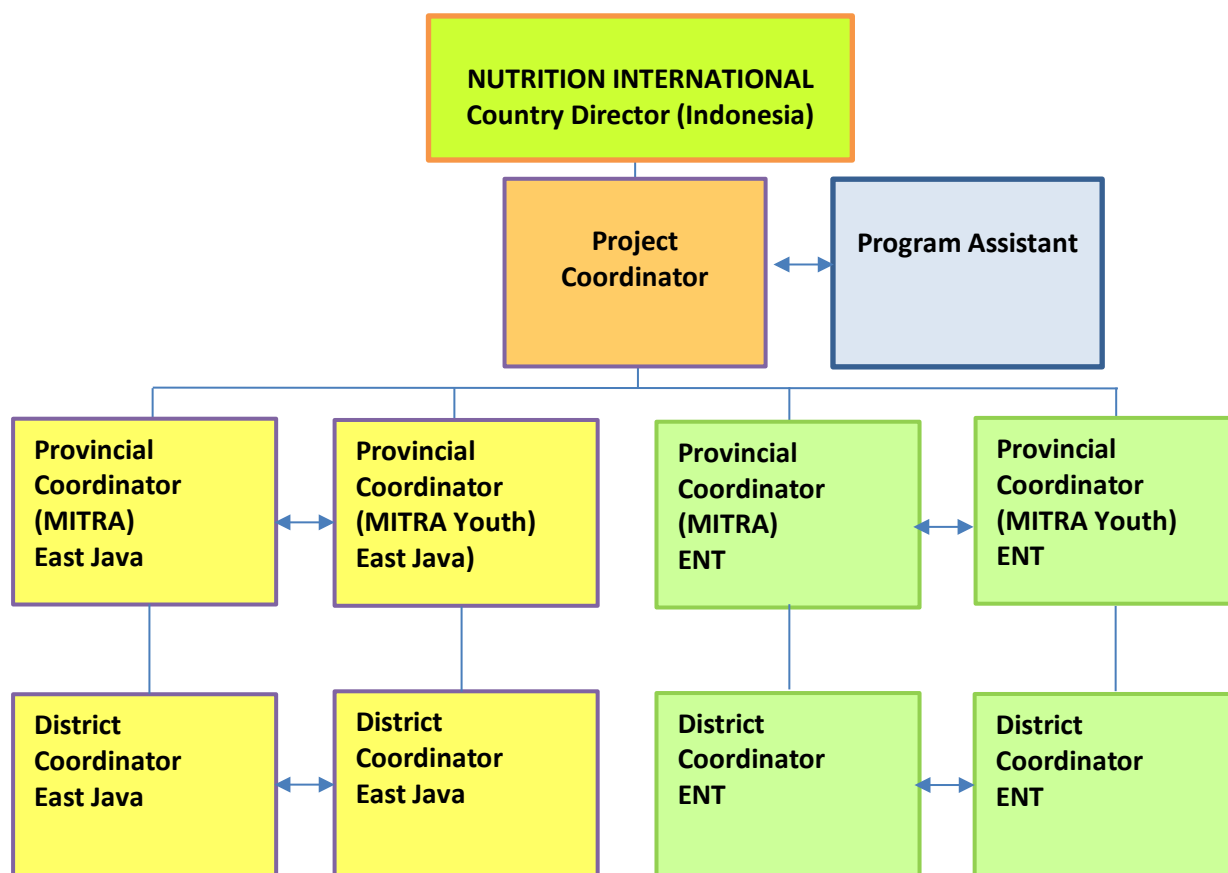 NUTRITION INTERNATIONAL
Country Director (Indonesia)
Project
Coordinator
Program Assistant
Provincial
Coordinator
(MITRA)
East Java
Provincial
Coordinator
(MITRA Youth)
East Java)
Provincial
Coordinator
(MITRA)
ENT
Provincial
Coordinator
(MITRA Youth)
ENT
District
Coordinator
East Java
District
Coordinator
East Java
District
Coordinator
ENT
District
Coordinator
ENT